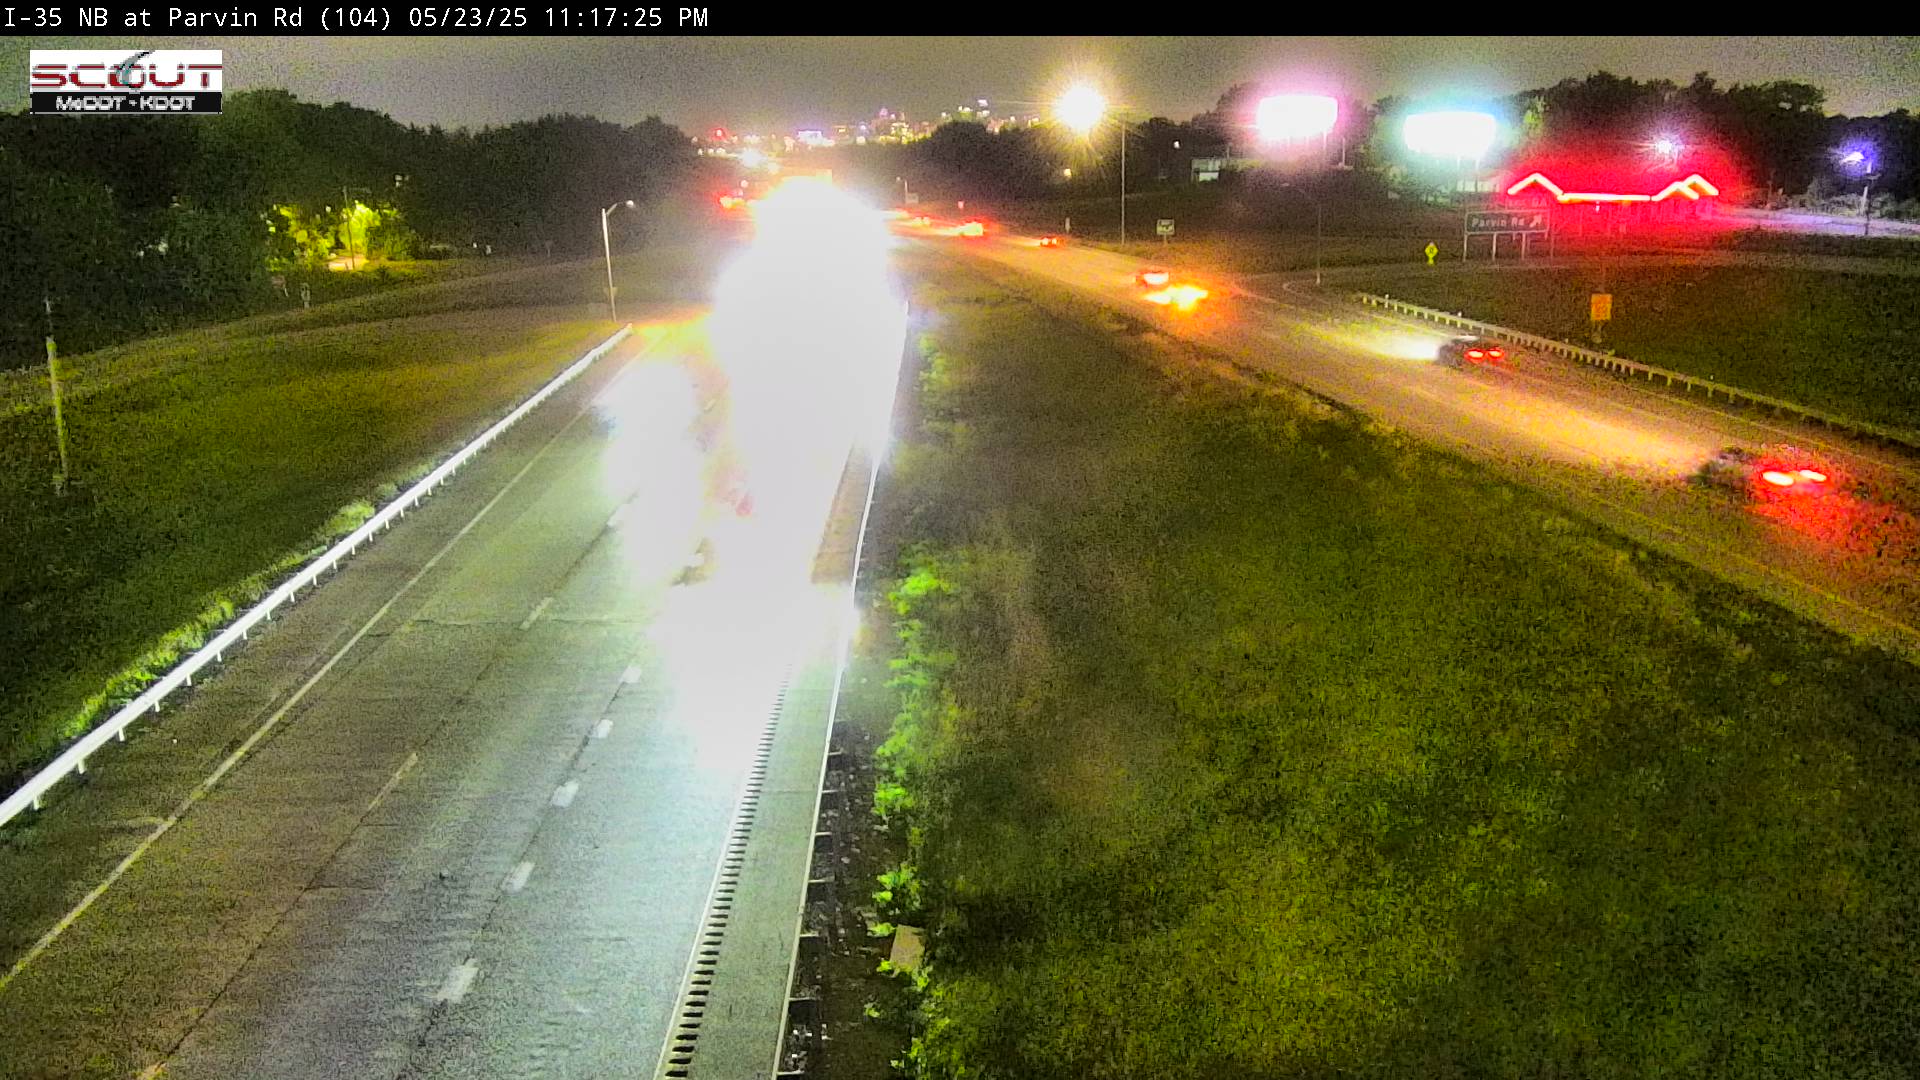 I-35 NB at Parvin Rd (104) 05/23/25 11:17:25 PM
SCOUT
MoDOT - KDOT
Parvin Rd